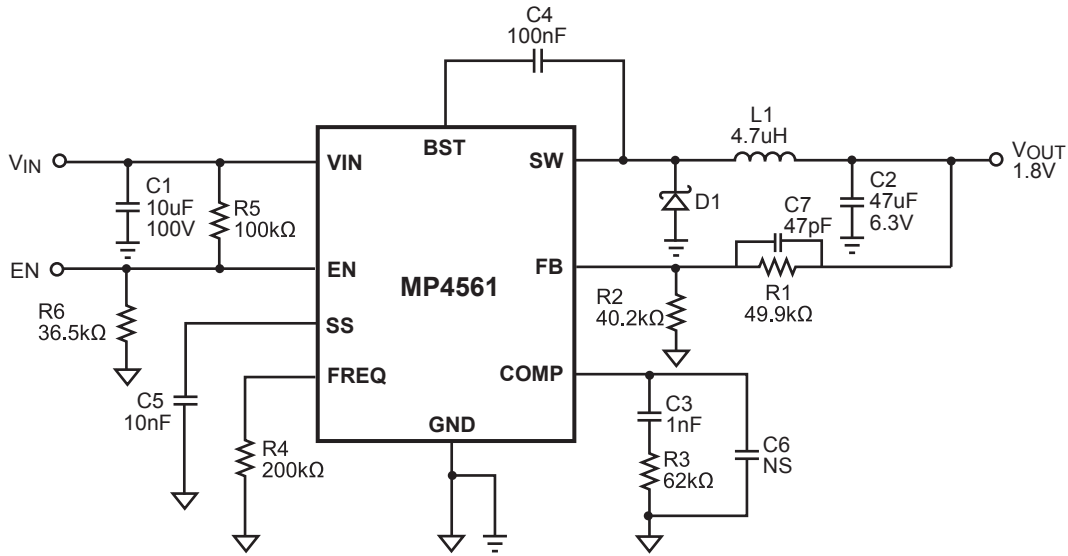 C4
100nF
BST
L1
4.7uH
VIN
VIN
SW
VOUT
1.8V
C1
10uF
100V
R5
100kΩ
D1
C2
47uF
6.3V
C7
47pF
EN
EN
MP4561
FB
R1
49.9kΩ
R6
36.5kΩ
R2
40.2kΩ
SS
FREQ
COMP
C5
10nF
GND
C3
1nF
R4
200kΩ
R3
62kΩ
C6
NS